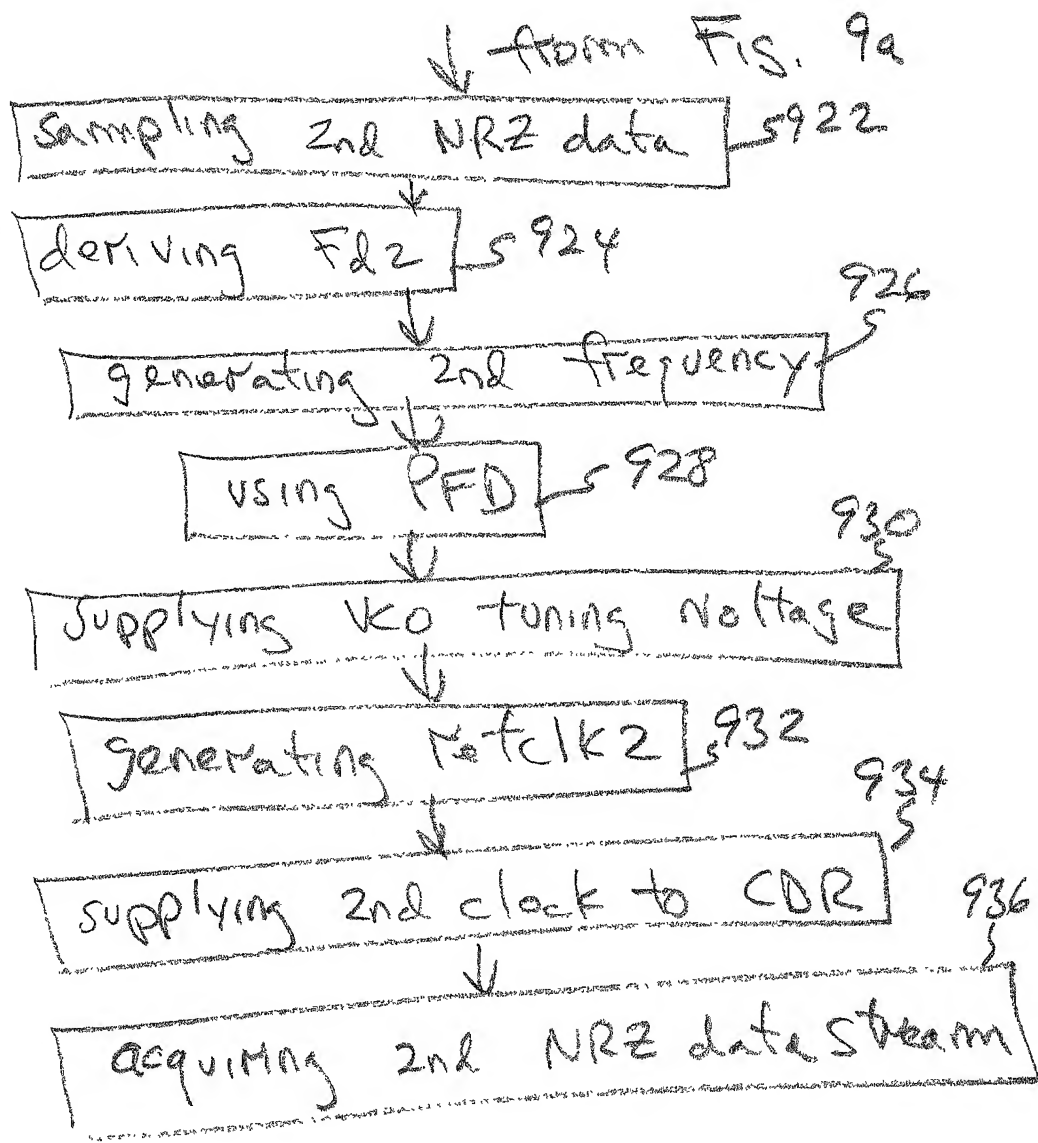 from Fig. 9a
sampling 2nd NRZ data 922
deriving Fd2 924
926
generating 2nd frequency
using PFD 928
930
supplying VCO tuning voltage
generating refclk2 932
934
supplying 2nd clock to CDR
936
acquiring 2nd NRZ data stream